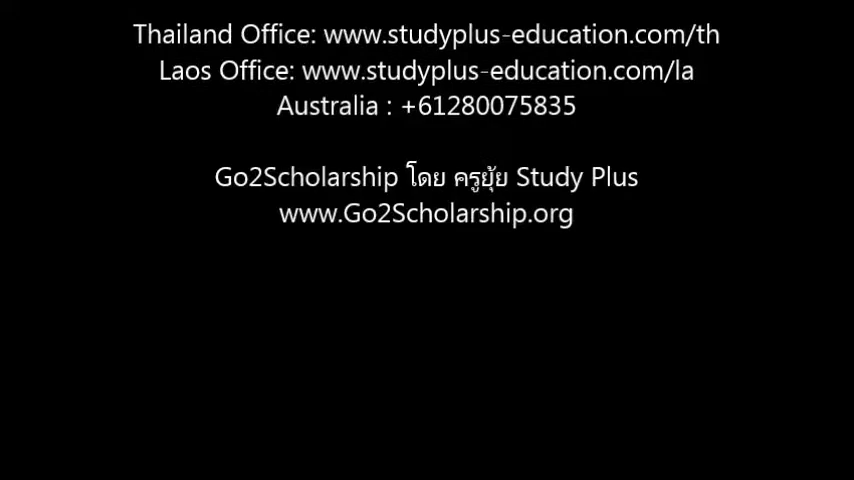 Thailand Office: www.studyplus-education.com/th
Laos Office: www.studyplus-education.com/la
Australia : +61280075835
Go2Scholarship โดย ครูยุ้ย Study Plus
www.Go2Scholarship.org